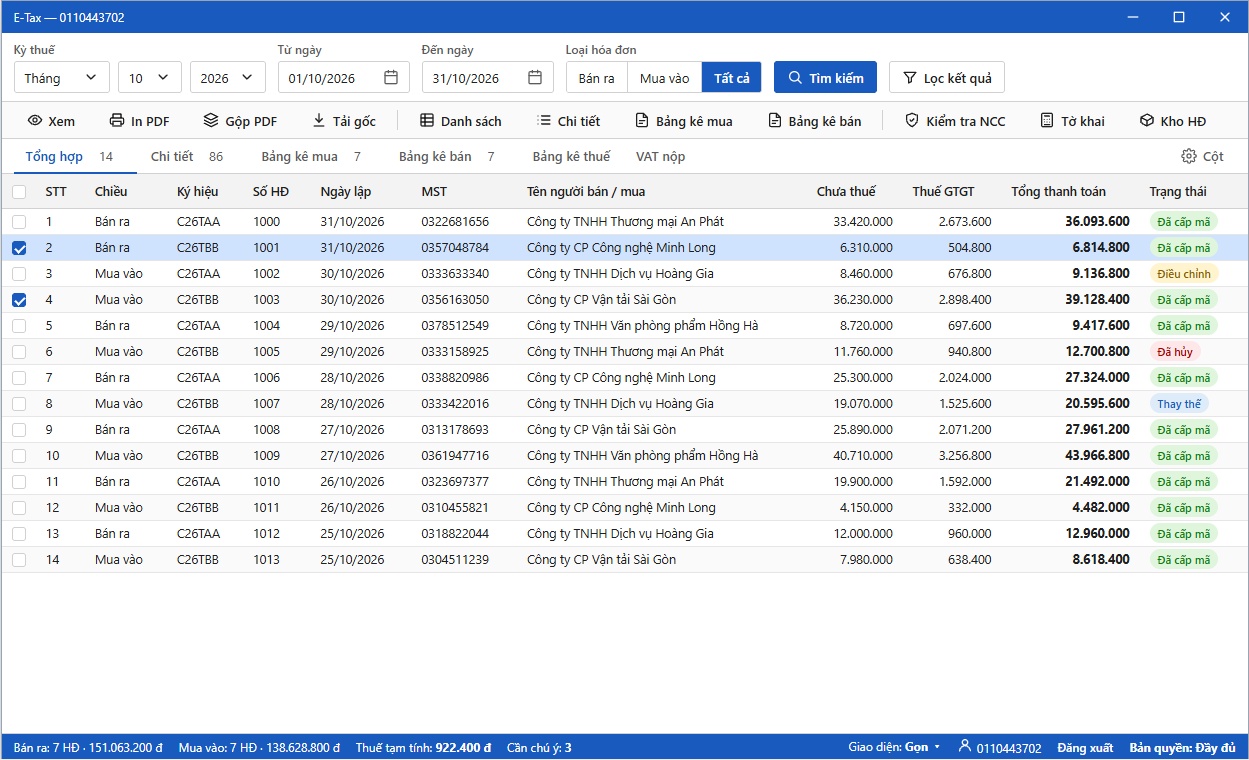 E-Tax — 0110443702
Kỳ thuế Từ ngày Đến ngày Loại hóa đơn
Tháng 10 2026 01/10/2026 31/10/2026 Bán ra Mua vào Tất cả Tìm kiếm Lọc kết quả
Xem In PDF Gộp PDF Tải gốc Danh sách Chi tiết Bảng kê mua Bảng kê bán Kiểm tra NCC Tờ khai Kho HĐ
Tổng hợp 14 Chi tiết 86 Bảng kê mua 7 Bảng kê bán 7 Bảng kê thuế VAT nộp Cột
STT Chiều Ký hiệu Số HĐ Ngày lập MST Tên người bán / mua Chưa thuế Thuế GTGT Tổng thanh toán Trạng thái
1 Bán ra C26TAA 1000 31/10/2026 0322681656 Công ty TNHH Thương mại An Phát 33.420.000 2.673.600 36.093.600 Đã cấp mã
2 Bán ra C26TBB 1001 31/10/2026 0357048784 Công ty CP Công nghệ Minh Long 6.310.000 504.800 6.814.800 Đã cấp mã
3 Mua vào C26TAA 1002 30/10/2026 0333633340 Công ty TNHH Dịch vụ Hoàng Gia 8.460.000 676.800 9.136.800 Điều chỉnh
4 Mua vào C26TBB 1003 30/10/2026 0356163050 Công ty CP Vận tải Sài Gòn 36.230.000 2.898.400 39.128.400 Đã cấp mã
5 Bán ra C26TAA 1004 29/10/2026 0378512549 Công ty TNHH Văn phòng phẩm Hồng Hà 8.720.000 697.600 9.417.600 Đã cấp mã
6 Mua vào C26TBB 1005 29/10/2026 0333158925 Công ty TNHH Thương mại An Phát 11.760.000 940.800 12.700.800 Đã hủy
7 Bán ra C26TAA 1006 28/10/2026 0338820986 Công ty CP Công nghệ Minh Long 25.300.000 2.024.000 27.324.000 Đã cấp mã
8 Mua vào C26TBB 1007 28/10/2026 0333422016 Công ty TNHH Dịch vụ Hoàng Gia 19.070.000 1.525.600 20.595.600 Thay thế
9 Bán ra C26TAA 1008 27/10/2026 0313178693 Công ty CP Vận tải Sài Gòn 25.890.000 2.071.200 27.961.200 Đã cấp mã
10 Mua vào C26TBB 1009 27/10/2026 0361947716 Công ty TNHH Văn phòng phẩm Hồng Hà 40.710.000 3.256.800 43.966.800 Đã cấp mã
11 Bán ra C26TAA 1010 26/10/2026 0323697377 Công ty TNHH Thương mại An Phát 19.900.000 1.592.000 21.492.000 Đã cấp mã
12 Mua vào C26TBB 1011 26/10/2026 0310455821 Công ty CP Công nghệ Minh Long 4.150.000 332.000 4.482.000 Đã cấp mã
13 Bán ra C26TAA 1012 25/10/2026 0318822044 Công ty TNHH Dịch vụ Hoàng Gia 12.000.000 960.000 12.960.000 Đã cấp mã
14 Mua vào C26TBB 1013 25/10/2026 0304511239 Công ty CP Vận tải Sài Gòn 7.980.000 638.400 8.618.400 Đã cấp mã
Bán ra: 7 HĐ · 151.063.200 đ Mua vào: 7 HĐ · 138.628.800 đ Thuế tạm tính: 922.400 đ Cần chú ý: 3 Giao diện: Gọn 0110443702 Đăng xuất Bản quyền: Đầy đủ